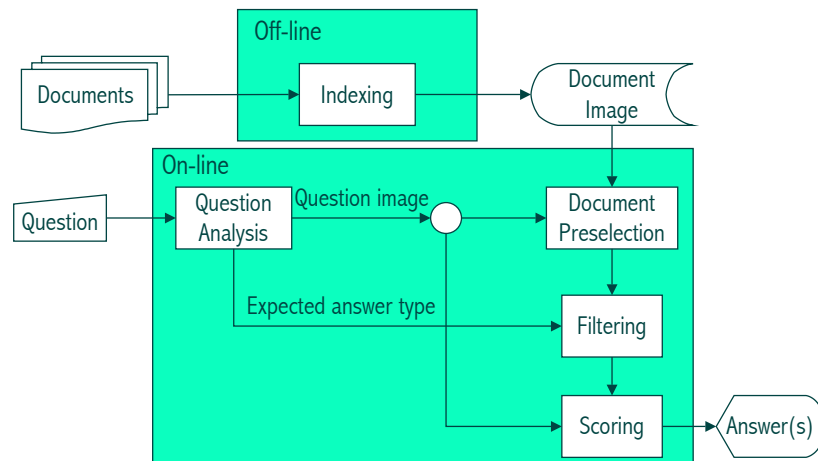 Off-line
Documents
Indexing
Document
Image
On-line
Question
Question
Analysis
Question image
Document
Preselection
Expected answer type
Filtering
Scoring
Answer(s)